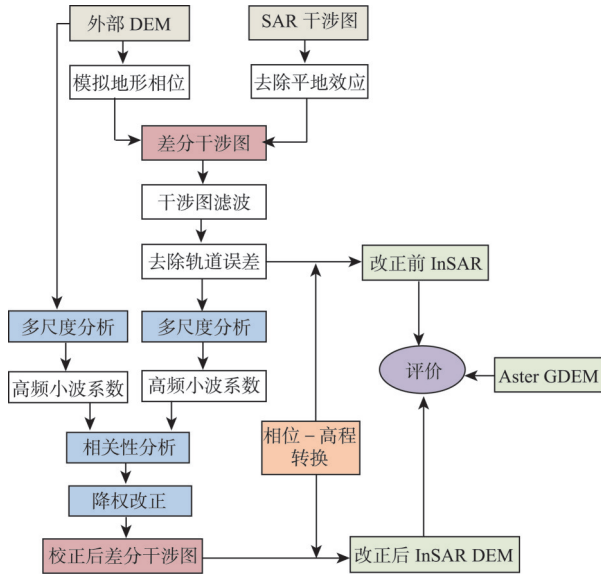 外部 DEM
SAR 干涉图
模拟地形相位
去除平地效应
差分干涉图
干涉图滤波
去除轨道误差
改正前 InSAR
多尺度分析
多尺度分析
评价
高频小波系数
高频小波系数
Aster GDEM
相关性分析
相位－高程
转换
降权改正
校正后差分干涉图
改正后 InSAR DEM